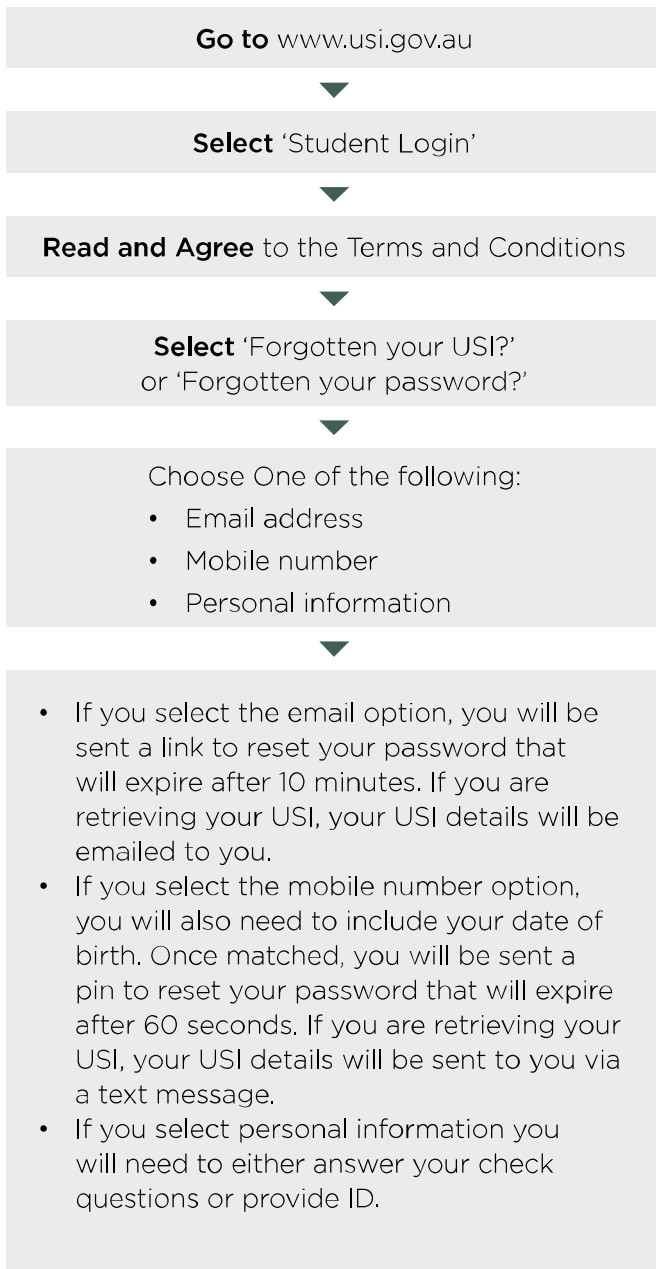 Go to www.usi.gov.au
Select ‘Student Login’
Read and Agree to the Terms and Conditions
Select ‘Forgotten your USI?’
or ‘Forgotten your password?’
Choose One of the following:
• Email address
• Mobile number
• Personal information
• If you select the email option, you will be
sent a link to reset your password that
will expire after 10 minutes. If you are
retrieving your USI, your USI details will be
emailed to you.
• If you select the mobile number option,
you will also need to include your date of
birth. Once matched, you will be sent a
pin to reset your password that will expire
after 60 seconds. If you are retrieving your
USI, your USI details will be sent to you via
a text message.
• If you select personal information you
will need to either answer your check
questions or provide ID.